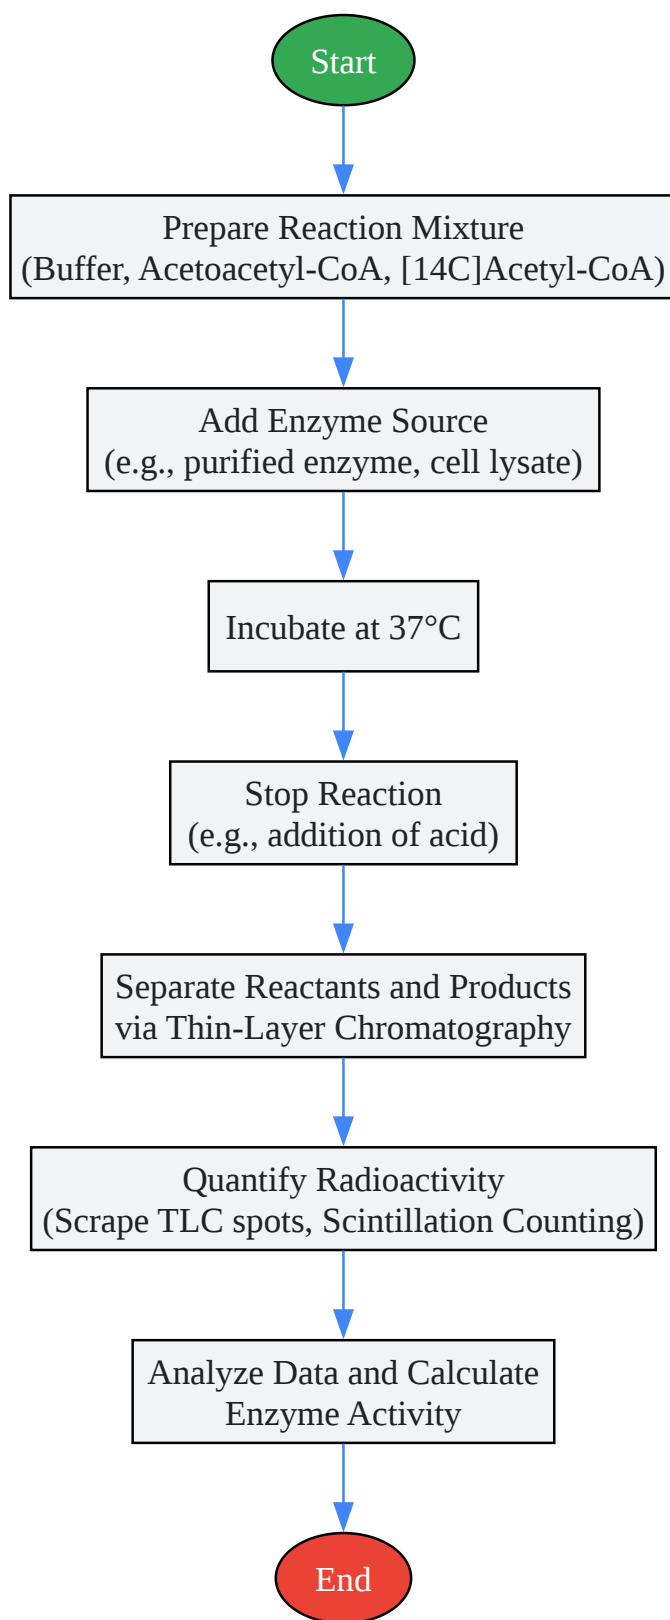 Start
Prepare Reaction Mixture
(Buffer, Acetoacetyl-CoA, [14C]Acetyl-CoA)
Add Enzyme Source
(e.g., purified enzyme, cell lysate)
Incubate at 37°C
Stop Reaction
(e.g., addition of acid)
Separate Reactants and Products
via Thin-Layer Chromatography
Quantify Radioactivity
(Scrape TLC spots, Scintillation Counting)
Analyze Data and Calculate
Enzyme Activity
End